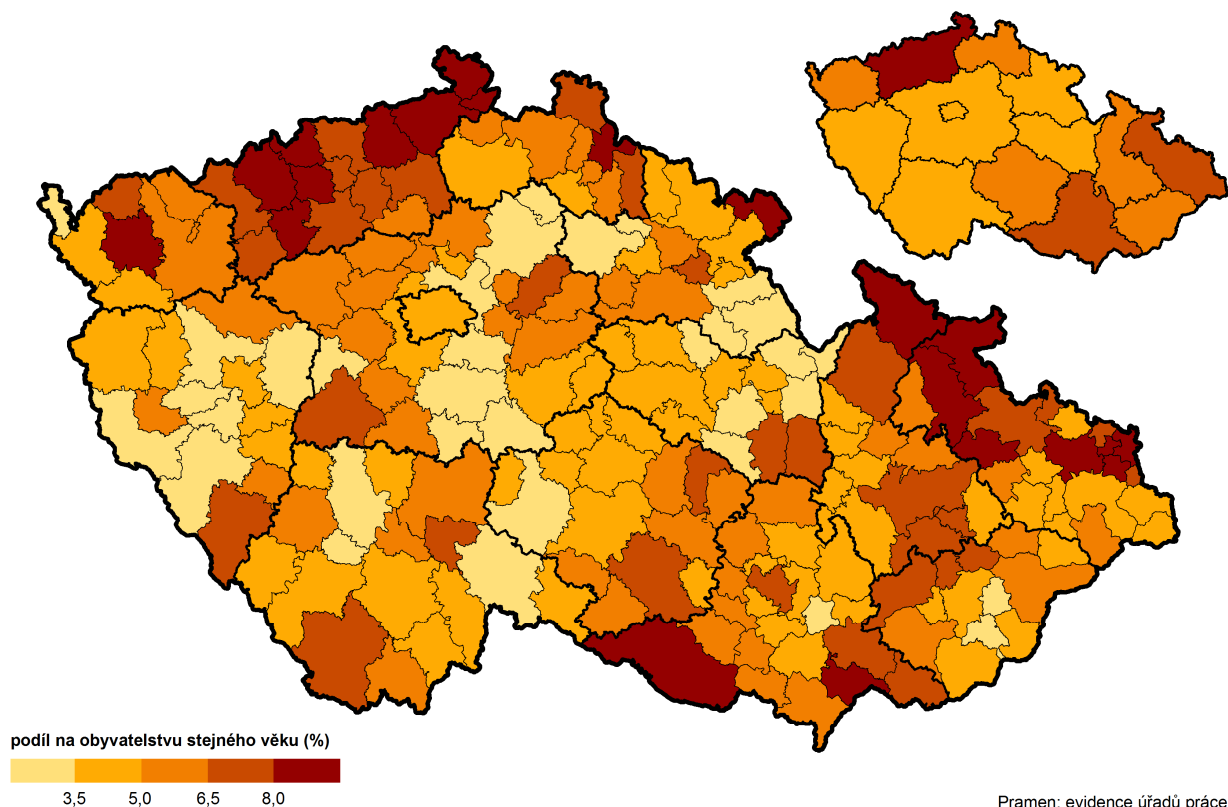 podíl na obyvatelstvu stejného věku (%)
3,5 5,0 6,5 8,0
Pramen: evidence úřadů práce